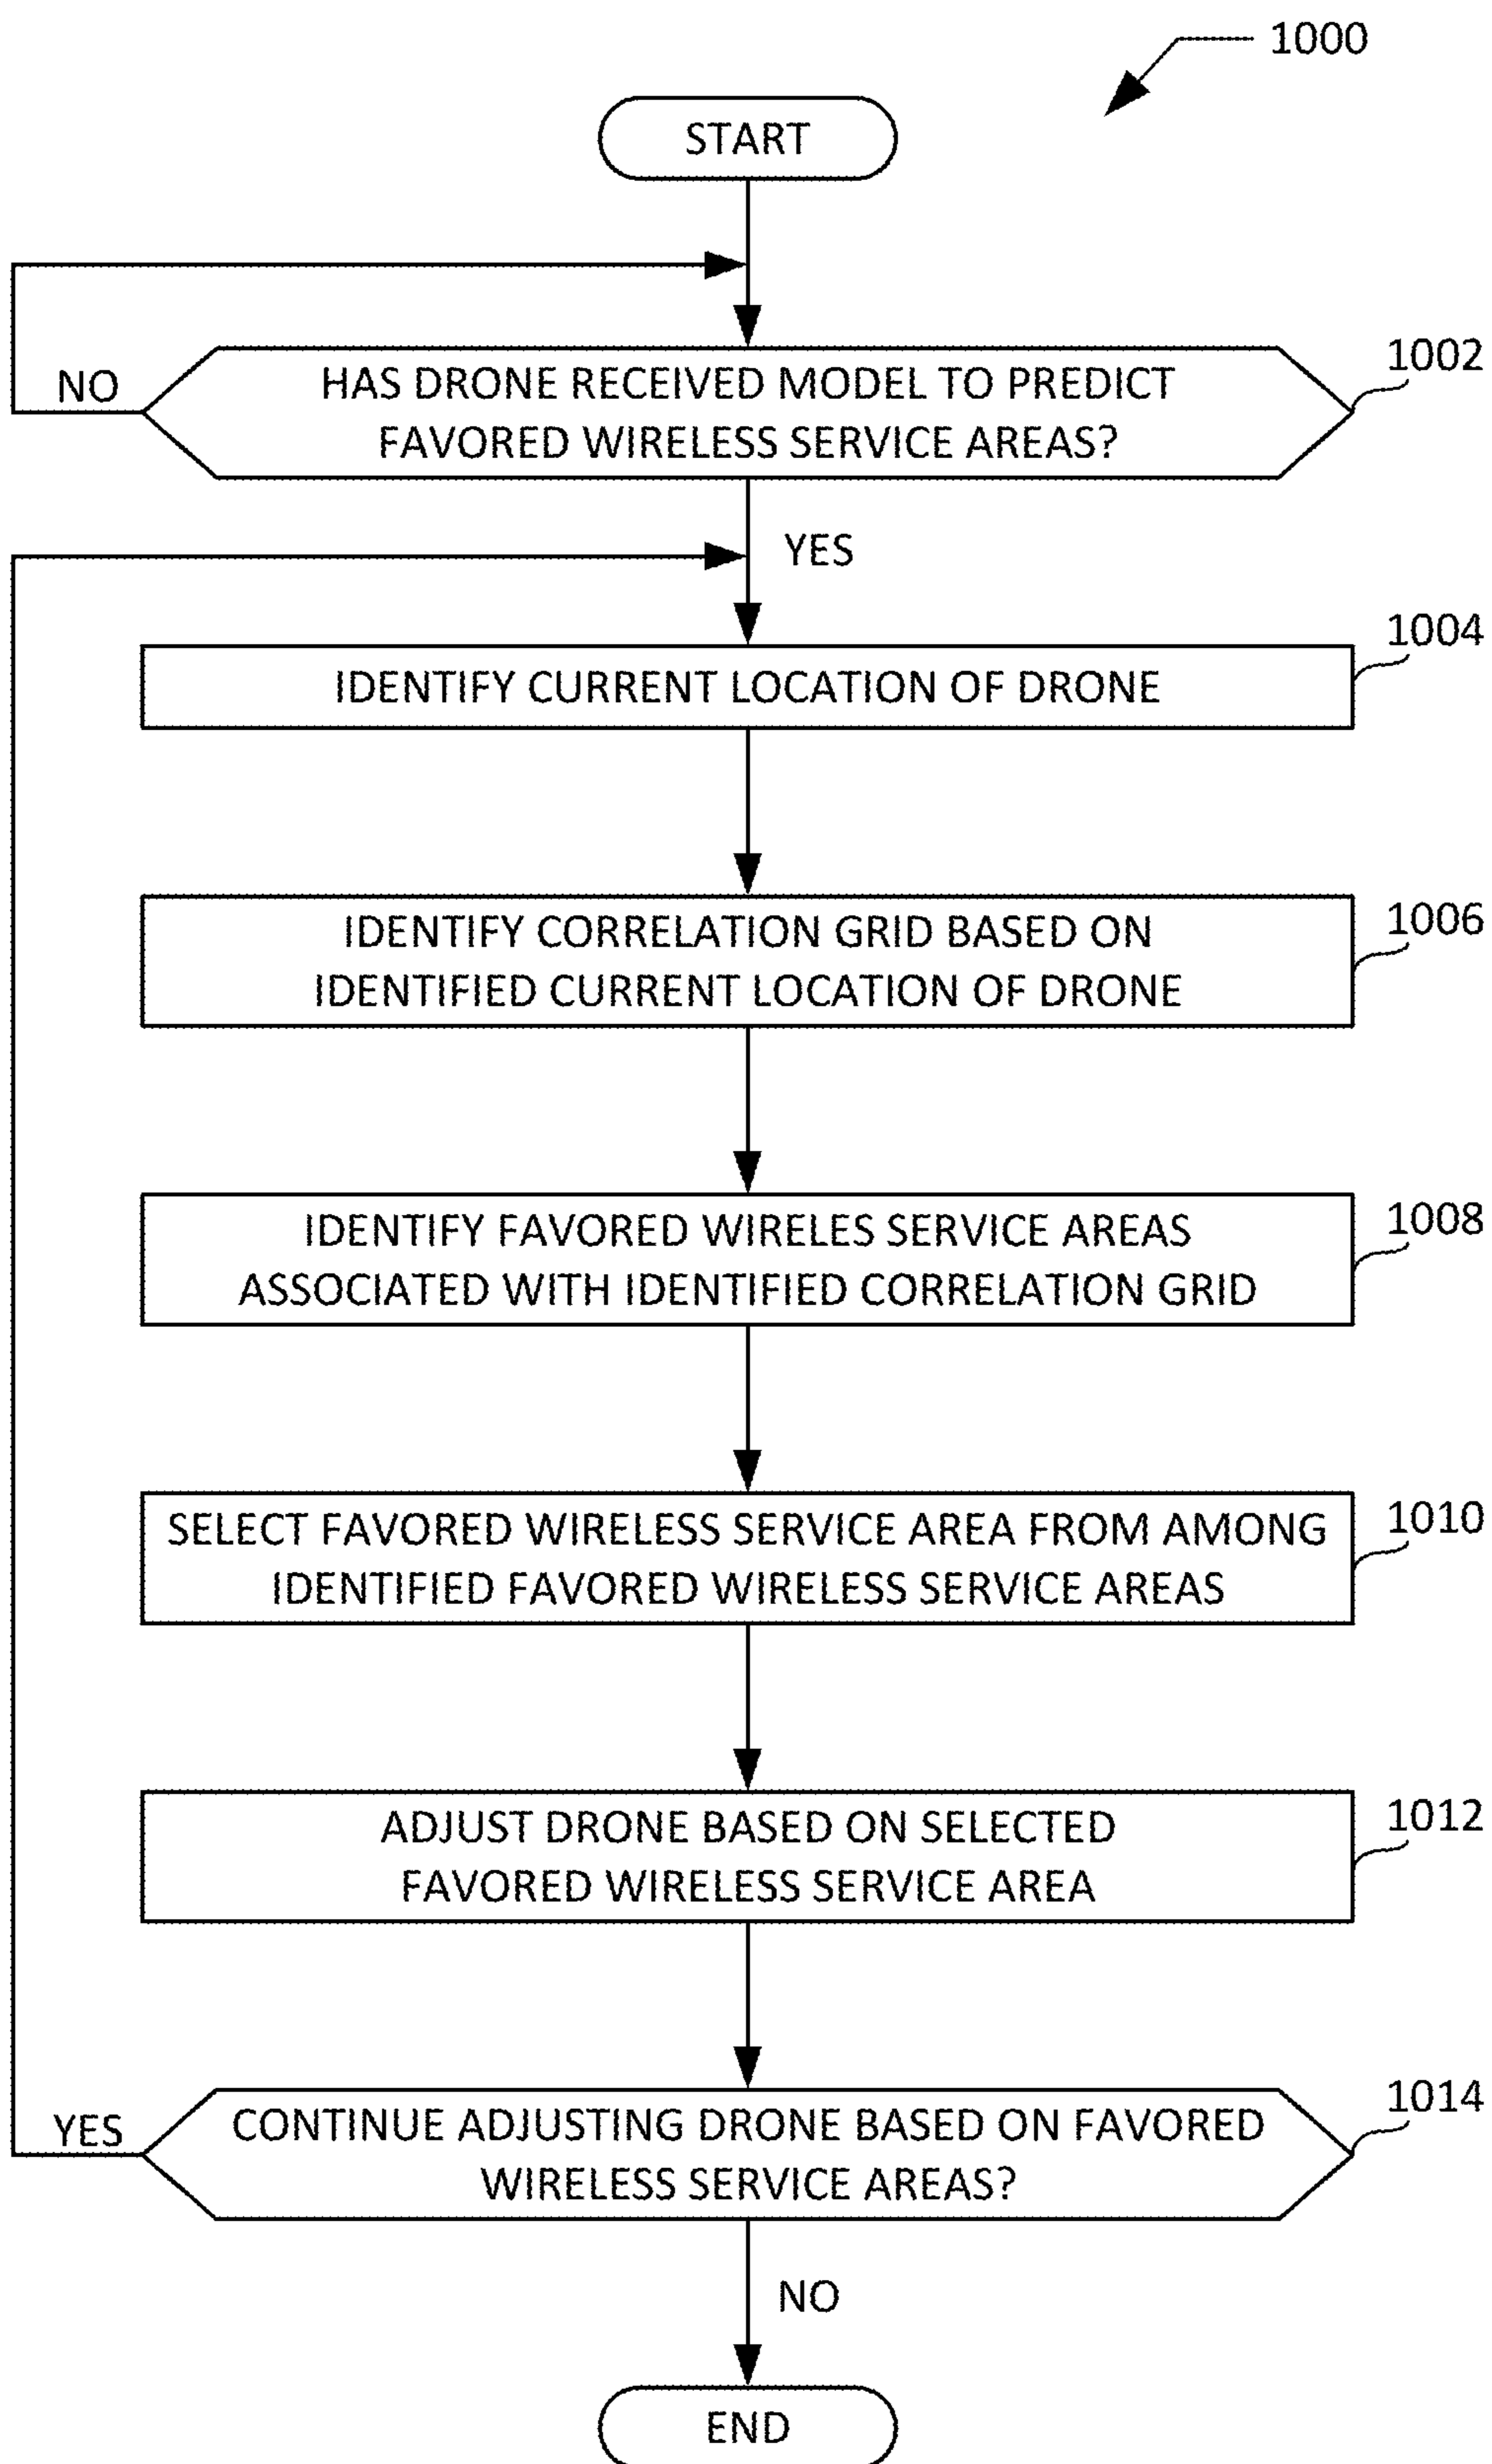 1000
START
1002
NO
HAS DRONE RECEIVED MODEL TO PREDICT
FAVORED WIRELESS SERVICE AREAS?
YES
1004
IDENTIFY CURRENT LOCATION OF DRONE
1006
IDENTIFY CORRELATION GRID BASED ON
IDENTIFIED CURRENT LOCATION OF DRONE
1008
IDENTIFY FAVORED WIRELES SERVICE AREAS
ASSOCIATED WITH IDENTIFIED CORRELATION GRID
1010
SELECT FAVORED WIRELESS SERVICE AREA FROM AMONG
IDENTIFIED FAVORED WIRELESS SERVICE AREAS
1012
ADJUST DRONE BASED ON SELECTED
FAVORED WIRELESS SERVICE AREA
1014
YES
CONTINUE ADJUSTING DRONE BASED ON FAVORED
WIRELESS SERVICE AREAS?
NO
END